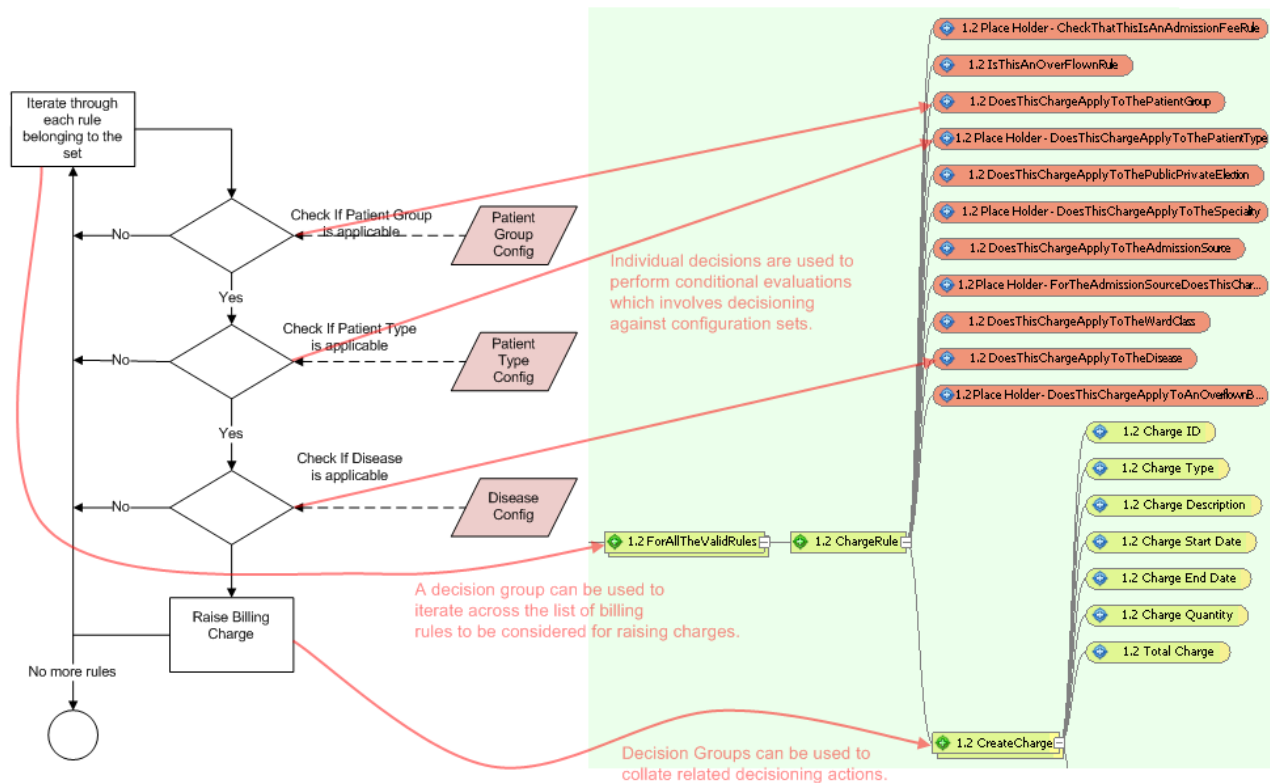 Iterate through
each rule
belonging to the
set
Check If Patient Group
is applicable
Patient
Group
Config
No
Yes
Check If Patient Type
is applicable
Patient
Type
Config
No
Yes
Check If Disease
is applicable
Disease
Config
No
Raise Billing
Charge
No more rules
Individual decisions are used to
perform conditional evaluations
which involves decisioning
against configuration sets.
A decision group can be used to
iterate across the list of billing
rules to be considered for raising charges.
Decision Groups can be used to
collate related decisioning actions.
1.2 ForAllTheValidRules
1.2 ChargeRule
1.2 Place Holder - CheckThatThisIsAnAdmissionFeeRule
1.2 IsThisAnOverFlownRule
1.2 DoesThisChargeApplyToThePatientGroup
1.2 Place Holder - DoesThisChargeApplyToThePatientType
1.2 DoesThisChargeApplyToThePublicPrivateElection
1.2 Place Holder - DoesThisChargeApplyToTheSpeciality
1.2 DoesThisChargeApplyToTheAdmissionSource
1.2 Place Holder - ForTheAdmissionSourceDoesThisChar...
1.2 DoesThisChargeApplyToTheWardClass
1.2 DoesThisChargeApplyToTheDisease
1.2 Place Holder - DoesThisChargeApplyToAnOverflownB...
1.2 Charge ID
1.2 Charge Type
1.2 Charge Description
1.2 Charge Start Date
1.2 Charge End Date
1.2 Charge Quantity
1.2 Total Charge
1.2 CreateCharge